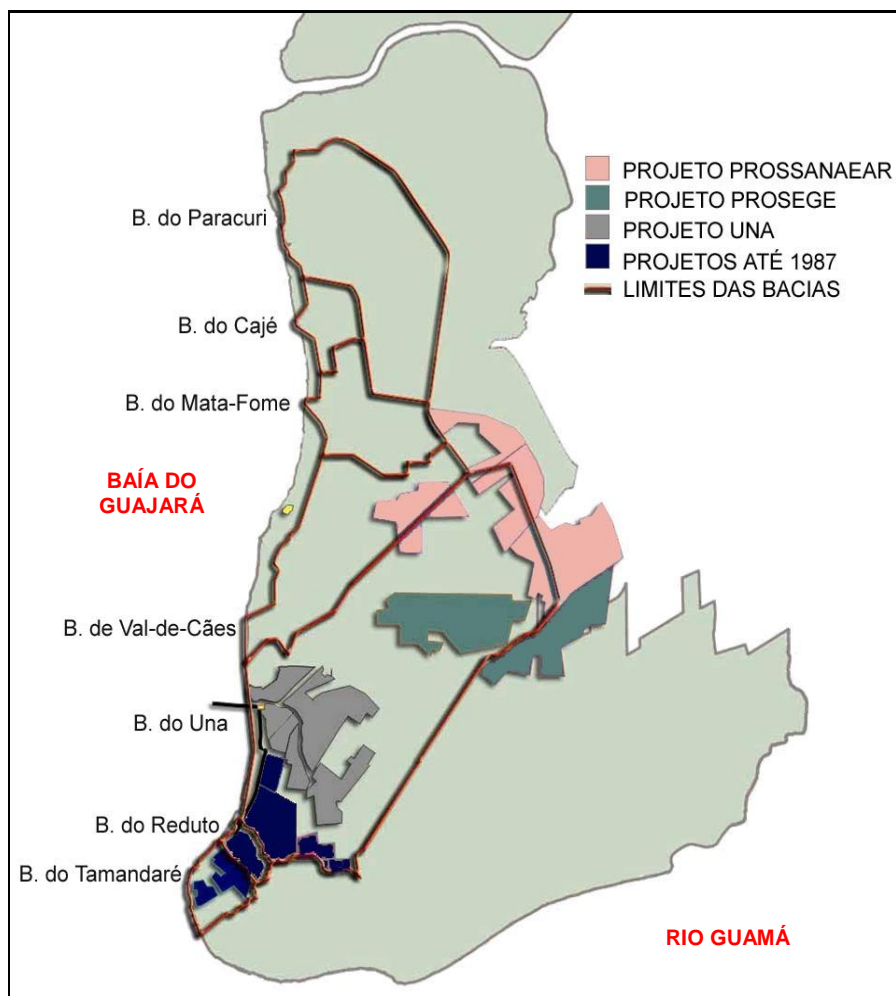 PROJETO PROSSANAEAR
PROJETO PROSEGE
PROJETO UNA
PROJETOS ATÉ 1987
LIMITES DAS BACIAS
B. do Paracuri
B. do Cajé
B. do Mata-Fome
BAÍA DO
GUAJARÁ
B. de Val-de-Cães
B. do Una
B. do Reduto
B. do Tamandaré
RIO GUAMÁ